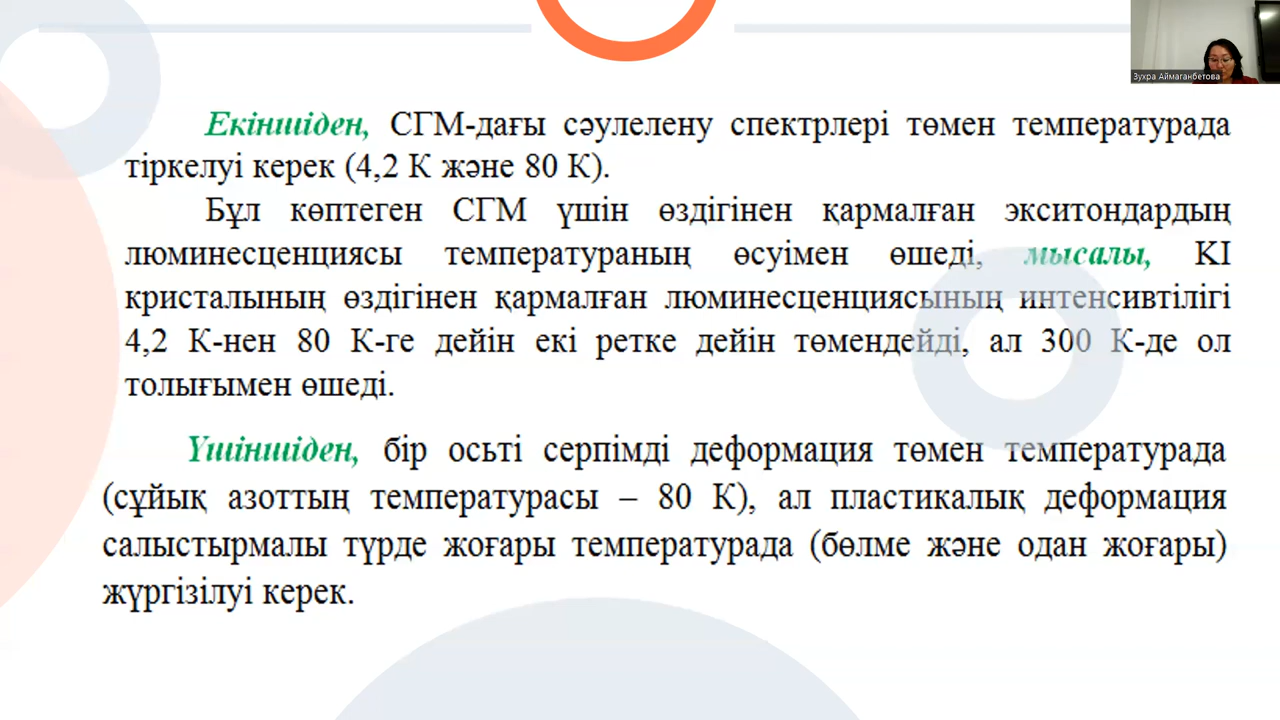 Зухра Аймаганбетова
Екіншіден, СГМ-дағы сәулелену спектрлері төмен температурада
тіркелуі керек (4,2 К және 80 К).
Бұл көптеген СГМ үшін өздігінен қармалған экситондардың
люминесценциясы температураның өсуімен өшеді, мысалы, KI
кристалының өздігінен қармалған люминесценциясының интенсивтілігі
4,2 К-нен 80 К-ге дейін екі ретке дейін төмендейді, ал 300 К-де ол
толығымен өшеді.
Үшіншіден, бір осьті серпімді деформация төмен температурада
(сұйық азоттың температурасы – 80 К), ал пластикалық деформация
салыстырмалы түрде жоғары температурада (бөлме және одан жоғары)
жүргізілуі керек.